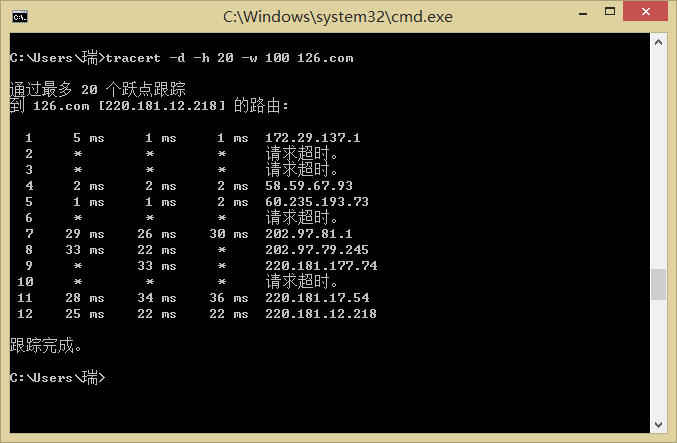 C:\Windows\system32\cmd.exe
C:\Users\瑞>tracert -d -h 20 -w 100 126.com
通过最多 20 个跃点跟踪
到 126.com [220.181.12.218] 的路由:
1 5 ms 1 ms 1 ms 172.29.137.1
2 * * * 请求超时。
3 * * * 请求超时。
4 2 ms 2 ms 2 ms 58.59.67.93
5 1 ms 1 ms 2 ms 60.235.193.73
6 * * * 请求超时。
7 29 ms 26 ms 30 ms 202.97.81.1
8 33 ms 22 ms * 202.97.79.245
9 * 33 ms * 220.181.177.74
10 * * * 请求超时。
11 28 ms 34 ms 36 ms 220.181.17.54
12 25 ms 22 ms 22 ms 220.181.12.218
跟踪完成。
C:\Users\瑞>